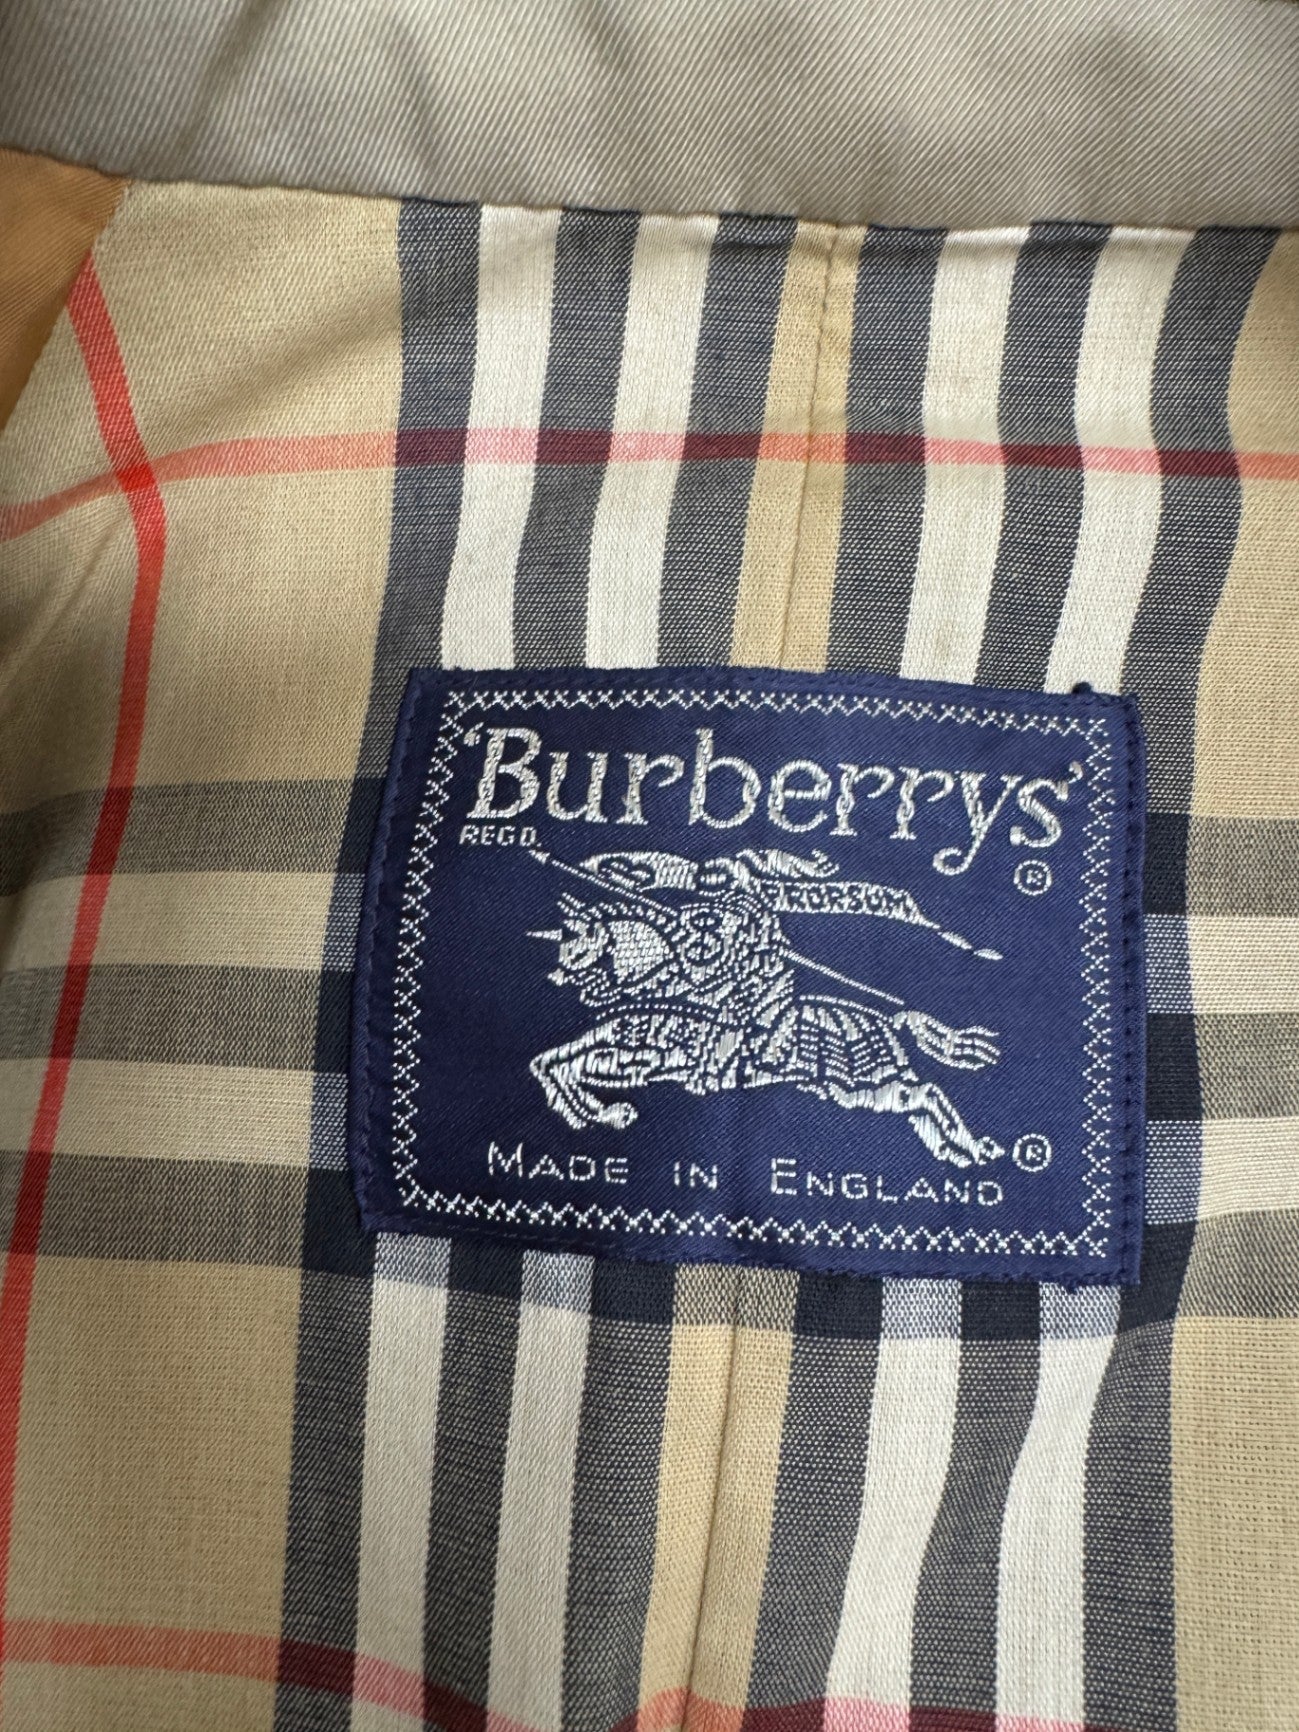 'Burberrys'
REGD.
®
PRORSUM
®
MADE IN ENGLAND